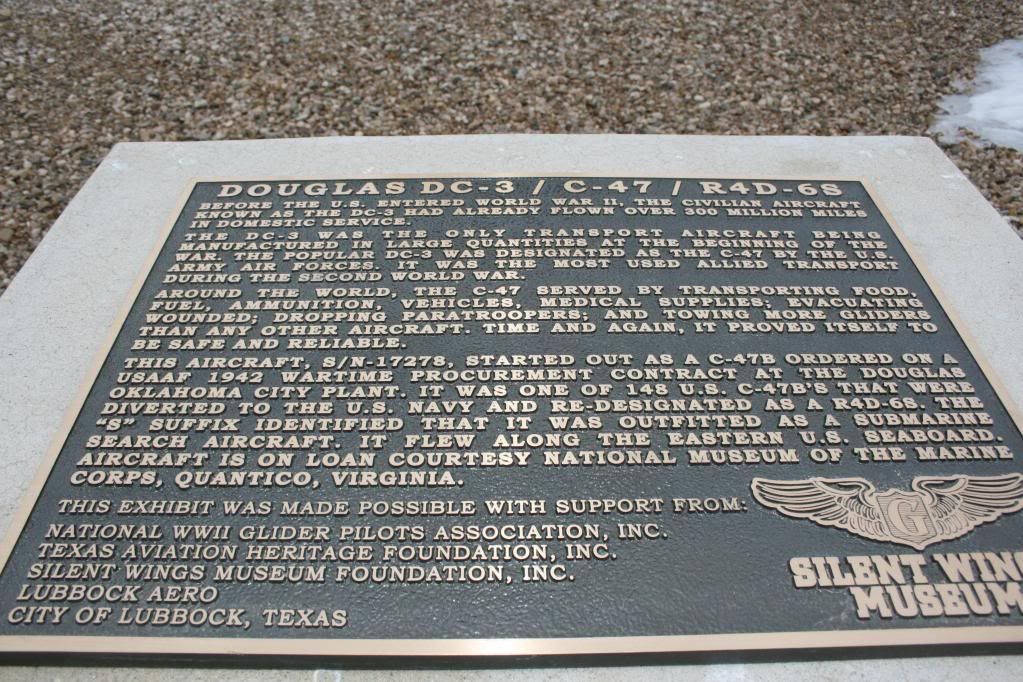 DOUGLAS DC-3 / C-47 / R4D-6S
BEFORE THE U.S. ENTERED WORLD WAR II, THE CIVILIAN AIRCRAFT
KNOWN AS THE DC-3 HAD ALREADY FLOWN OVER 300 MILLION MILES
IN DOMESTIC SERVICE.
THE DC-3 WAS THE ONLY TRANSPORT AIRCRAFT BEING
MANUFACTURED IN LARGE QUANTITIES AT THE BEGINNING OF THE
WAR. THE POPULAR DC-3 WAS DESIGNATED AS THE C-47 BY THE U.S.
ARMY AIR FORCES. IT WAS THE MOST USED ALLIED TRANSPORT
DURING THE SECOND WORLD WAR.
AROUND THE WORLD, THE C-47 SERVED BY TRANSPORTING FOOD,
FUEL, AMMUNITION, VEHICLES, MEDICAL SUPPLIES; EVACUATING
WOUNDED; DROPPING PARATROOPERS; AND TOWING MORE GLIDERS
THAN ANY OTHER AIRCRAFT. TIME AND AGAIN, IT PROVED ITSELF TO
BE SAFE AND RELIABLE.
THIS AIRCRAFT, S/N-17278, STARTED OUT AS A C-47B ORDERED ON A
USAAF 1942 WARTIME PROCUREMENT CONTRACT AT THE DOUGLAS
OKLAHOMA CITY PLANT. IT WAS ONE OF 148 U.S. C-47B'S THAT WERE
DIVERTED TO THE U.S. NAVY AND RE-DESIGNATED AS A R4D-6S. THE
"S" SUFFIX IDENTIFIED THAT IT WAS OUTFITTED AS A SUBMARINE
SEARCH AIRCRAFT. IT FLEW ALONG THE EASTERN U.S. SEABOARD.
AIRCRAFT IS ON LOAN COURTESY NATIONAL MUSEUM OF THE MARINE
CORPS, QUANTICO, VIRGINIA.
THIS EXHIBIT WAS MADE POSSIBLE WITH SUPPORT FROM:
NATIONAL WWII GLIDER PILOTS ASSOCIATION, INC.
TEXAS AVIATION HERITAGE FOUNDATION, INC.
SILENT WINGS MUSEUM FOUNDATION, INC.
LUBBOCK AERO
CITY OF LUBBOCK, TEXAS
G
SILENT WING
MUSEUM